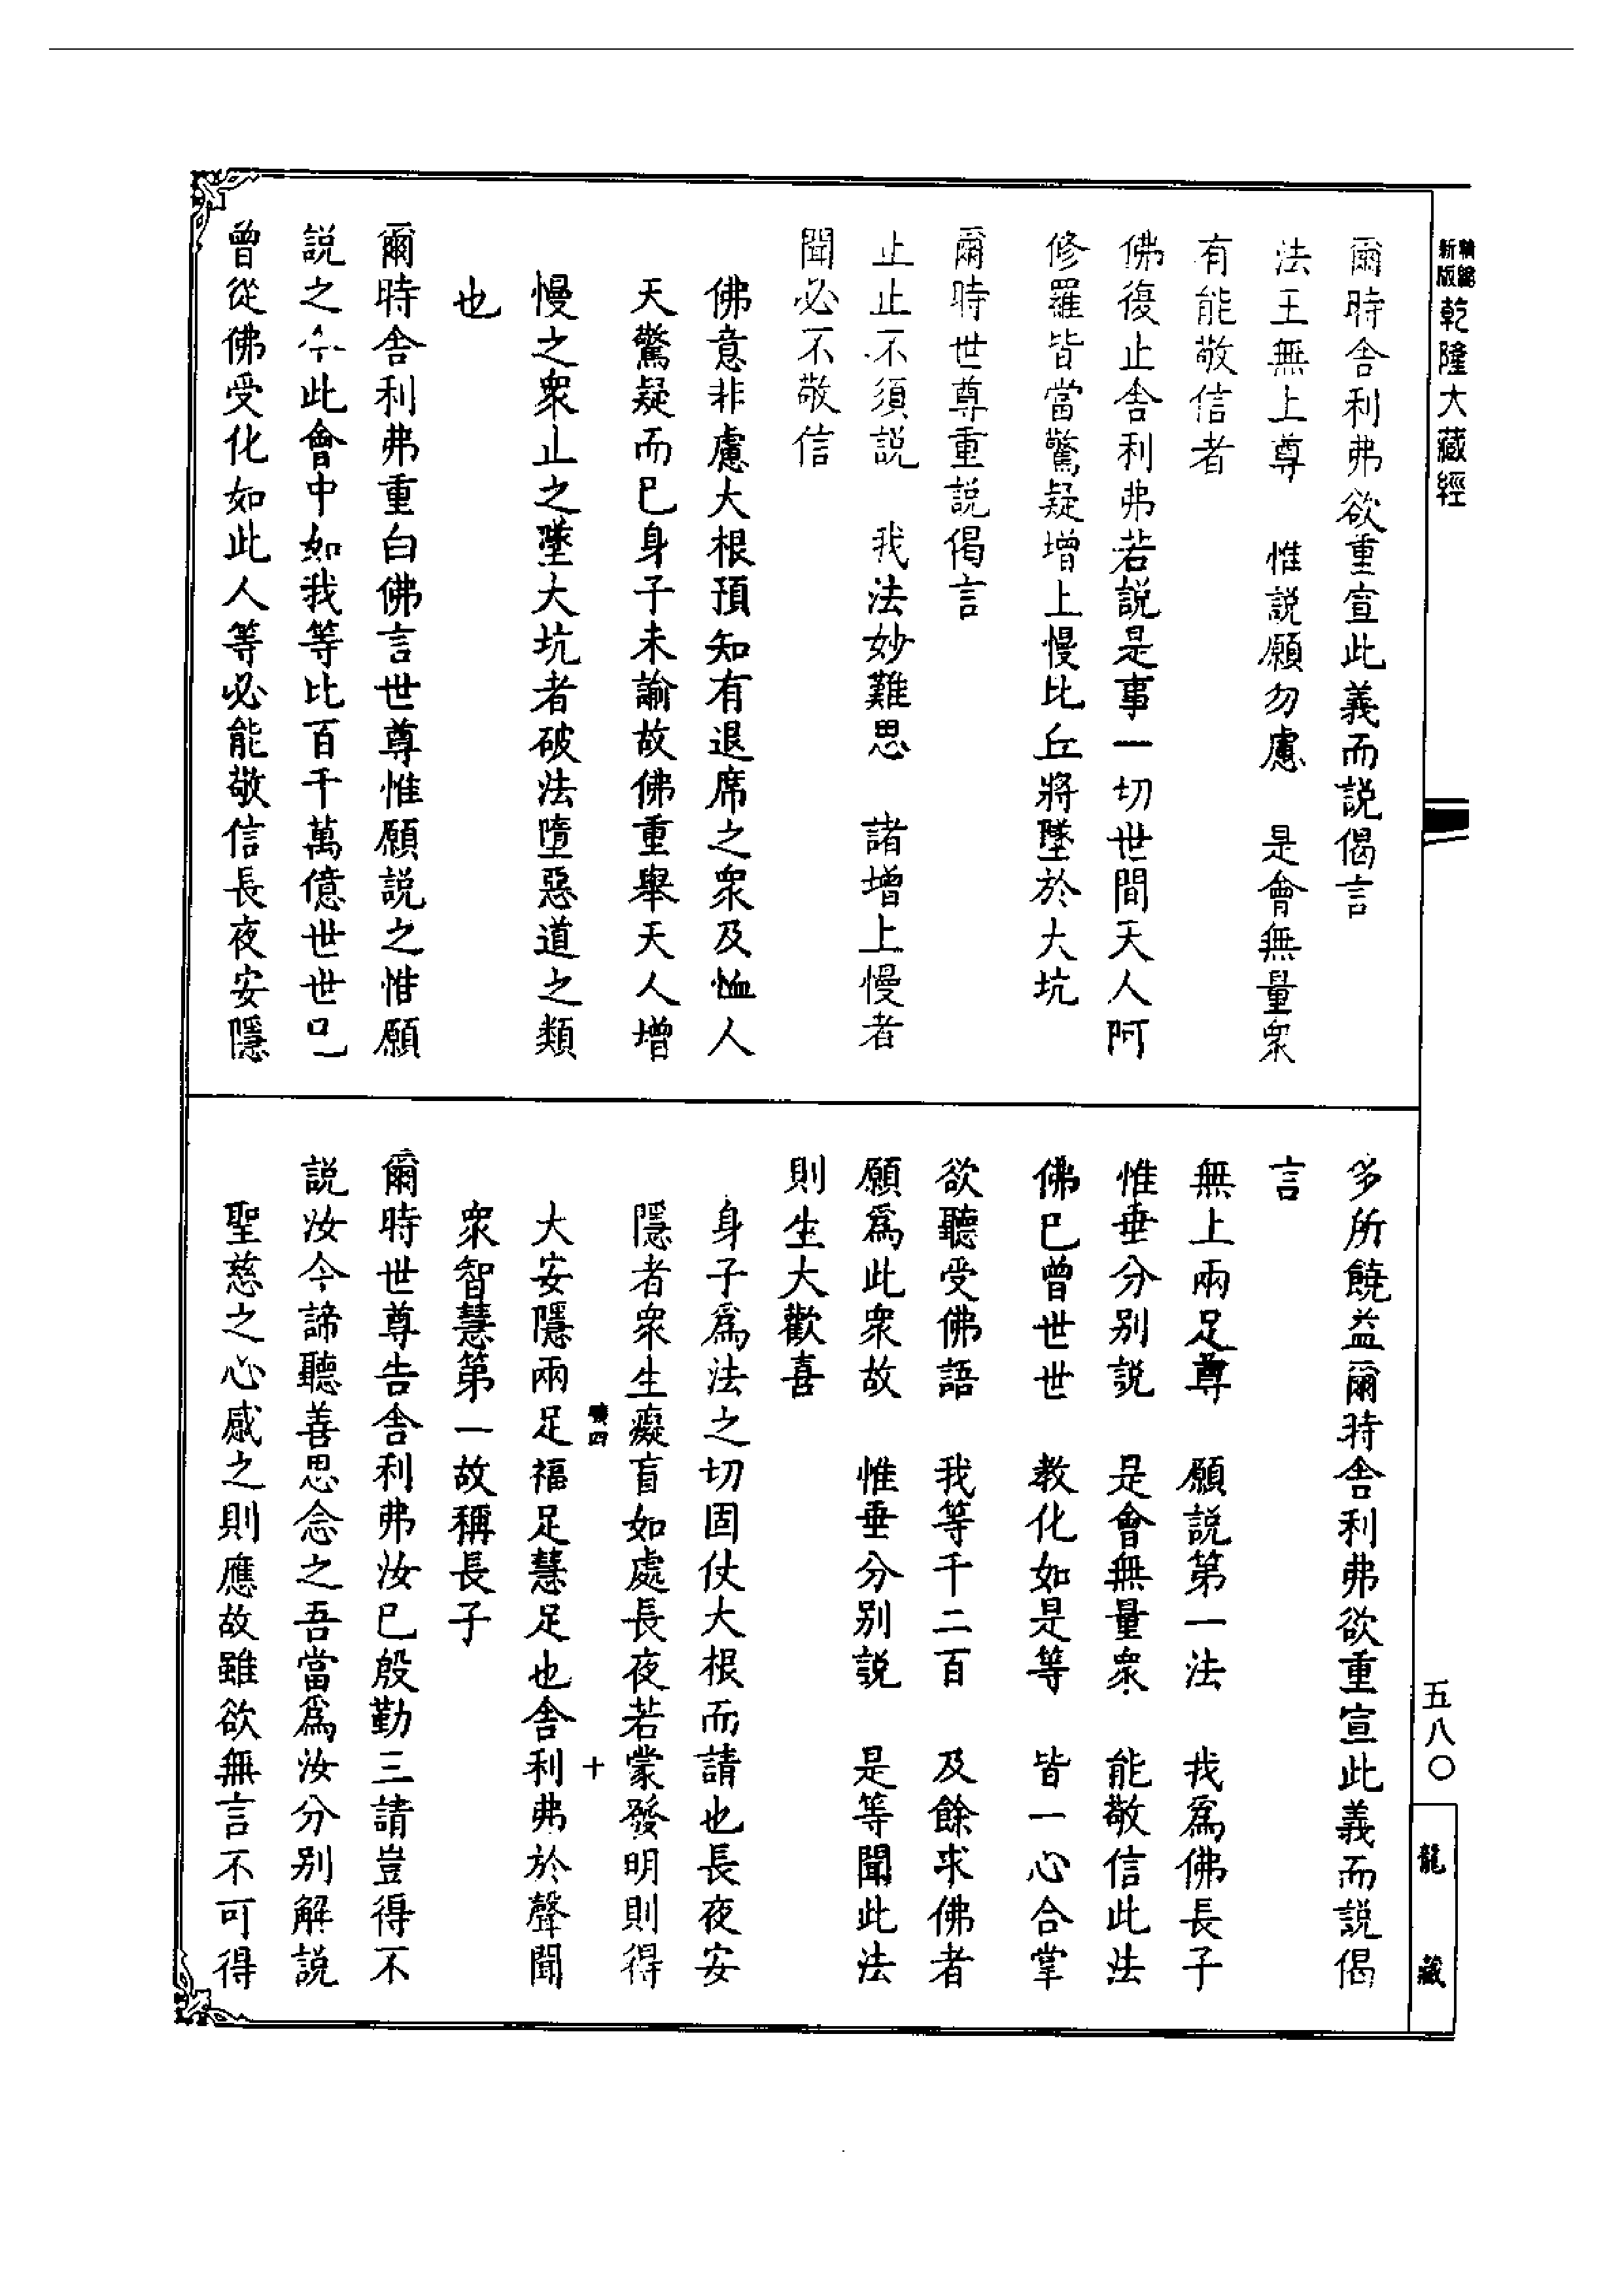 新版精縮乾隆大藏經
爾時舍利弗欲重宣此義而説偈言
法王無上尊　惟説願勿慮　是會無量衆
有能敬信者
佛復止舍利弗若説是事一切世間天人阿
修羅皆當驚疑增上慢比丘將墜於大坑
爾時世尊重説偈言
止止不須説　我法妙難思　諸增上慢者
聞必不敬信
佛意非慮大根預知有退席之衆及恤人
天驚疑而已身子未諭故佛重舉天人增
慢之衆止之墜大坑者破法墮惡道之類
也
爾時舍利弗重白佛言世尊惟願説之惟願
説之今此會中如我等比百千萬億世世已
曾從佛受化如此人等必能敬信長夜安隱
多所饒益爾時舍利弗欲重宣此義而説偈
言
無上兩足尊　願説第一法　我爲佛長子
惟垂分别説　是會無量衆　能敬信此法
佛已曾世世　教化如是等　皆一心合掌
欲聽受佛語　我等千二百　及餘求佛者
願爲此衆故　惟垂分别説　是等聞此法
則生大歡喜
身子爲法之切固仗大根而請也長夜安
隱者衆生癡盲如處長夜若蒙發明則得
四　十
大安隱兩足福足慧足也舍利弗於聲聞
衆智慧第一故稱長子
爾時世尊告舍利弗汝已殷勤三請豈得不
説汝今諦聽善思念之吾當爲汝分别解説
聖慈之心感之則應故雖欲無言不可得
五八〇
龍藏